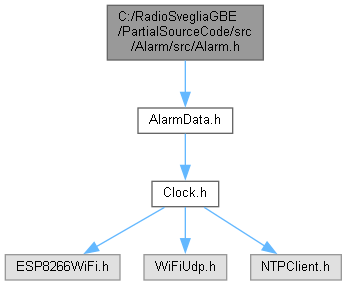 C:/RadioSvegliaGBE
/PartialSourceCode/src
/Alarm/src/Alarm.h
AlarmData.h
Clock.h
ESP8266WiFi.h
WiFiUdp.h
NTPClient.h